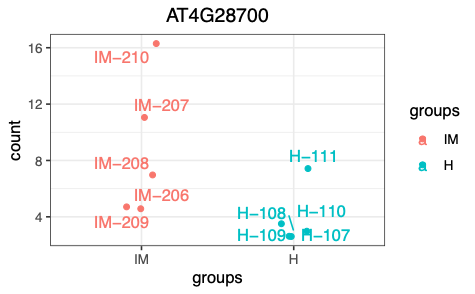 AT4G28700
16
12
8
4
count
IM−210
IM−207
IM−208
IM−206
IM−209
H−111
H−108
H−110
H−109
H−107
IM
H
groups
groups
a IM
a H